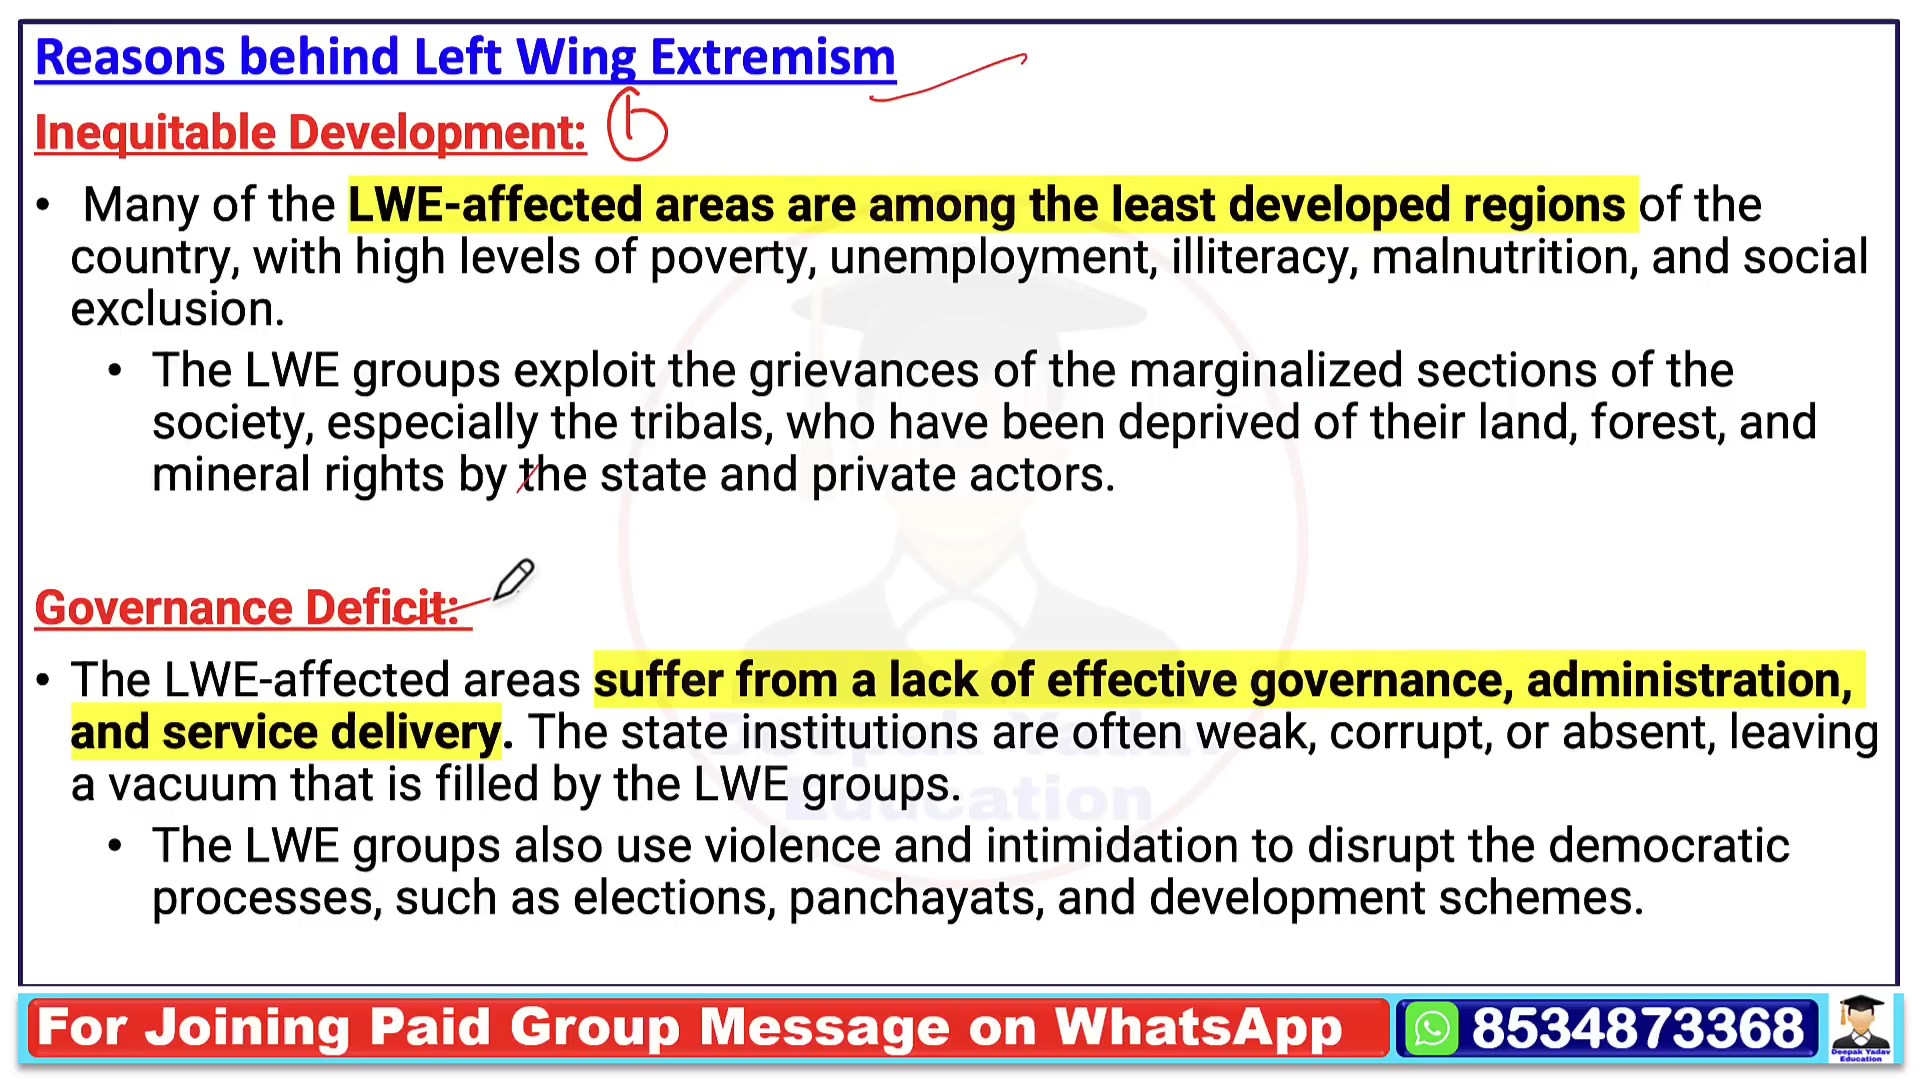 Reasons behind Left Wing Extremism
Inequitable Development:
• Many of the LWE-affected areas are among the least developed regions of the
country, with high levels of poverty, unemployment, illiteracy, malnutrition, and social
exclusion.
• The LWE groups exploit the grievances of the marginalized sections of the
society, especially the tribals, who have been deprived of their land, forest, and
mineral rights by the state and private actors.
Governance Deficit:
• The LWE-affected areas suffer from a lack of effective governance, administration,
and service delivery. The state institutions are often weak, corrupt, or absent, leaving
a vacuum that is filled by the LWE groups.
• The LWE groups also use violence and intimidation to disrupt the democratic
processes, such as elections, panchayats, and development schemes.
Deepak Yadav
Education
For Joining Paid Group Message on WhatsApp
8534873368
Deepak Yadav
Education